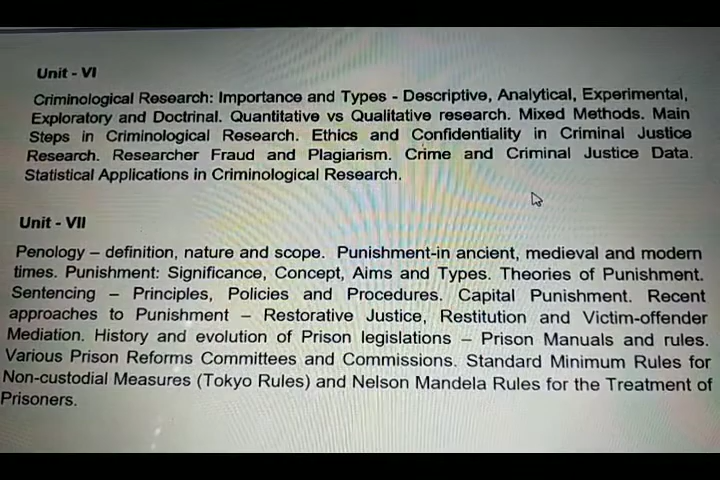 Unit - VI
Criminological Research: Importance and Types - Descriptive, Analytical, Experimental,
Exploratory and Doctrinal. Quantitative vs Qualitative research. Mixed Methods. Main
Steps in Criminological Research. Ethics and Confidentiality in Criminal Justice
Research. Researcher Fraud and Plagiarism. Crime and Criminal Justice Data.
Statistical Applications in Criminological Research.
Unit - VII
Penology – definition, nature and scope. Punishment-in ancient, medieval and modern
times. Punishment: Significance, Concept, Aims and Types. Theories of Punishment.
Sentencing – Principles, Policies and Procedures. Capital Punishment. Recent
approaches to Punishment – Restorative Justice, Restitution and Victim-offender
Mediation. History and evolution of Prison legislations – Prison Manuals and rules.
Various Prison Reforms Committees and Commissions. Standard Minimum Rules for
Non-custodial Measures (Tokyo Rules) and Nelson Mandela Rules for the Treatment of
Prisoners.